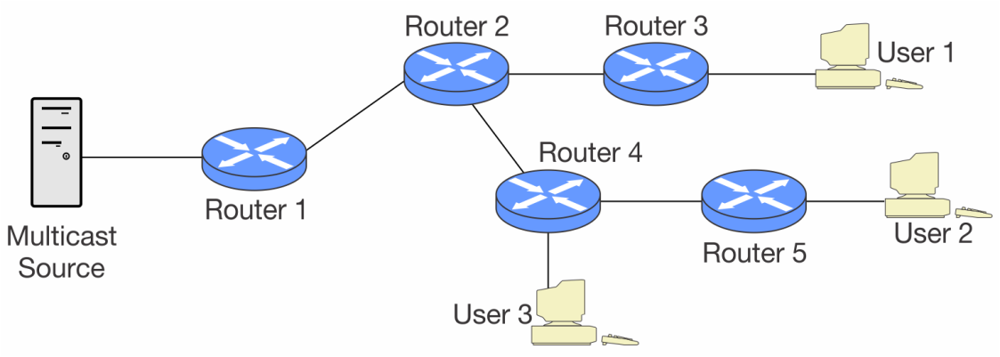 Router 2
Router 3
User 1
Router 4
Router 1
Multicast
Source
User 2
Router 5
User 3